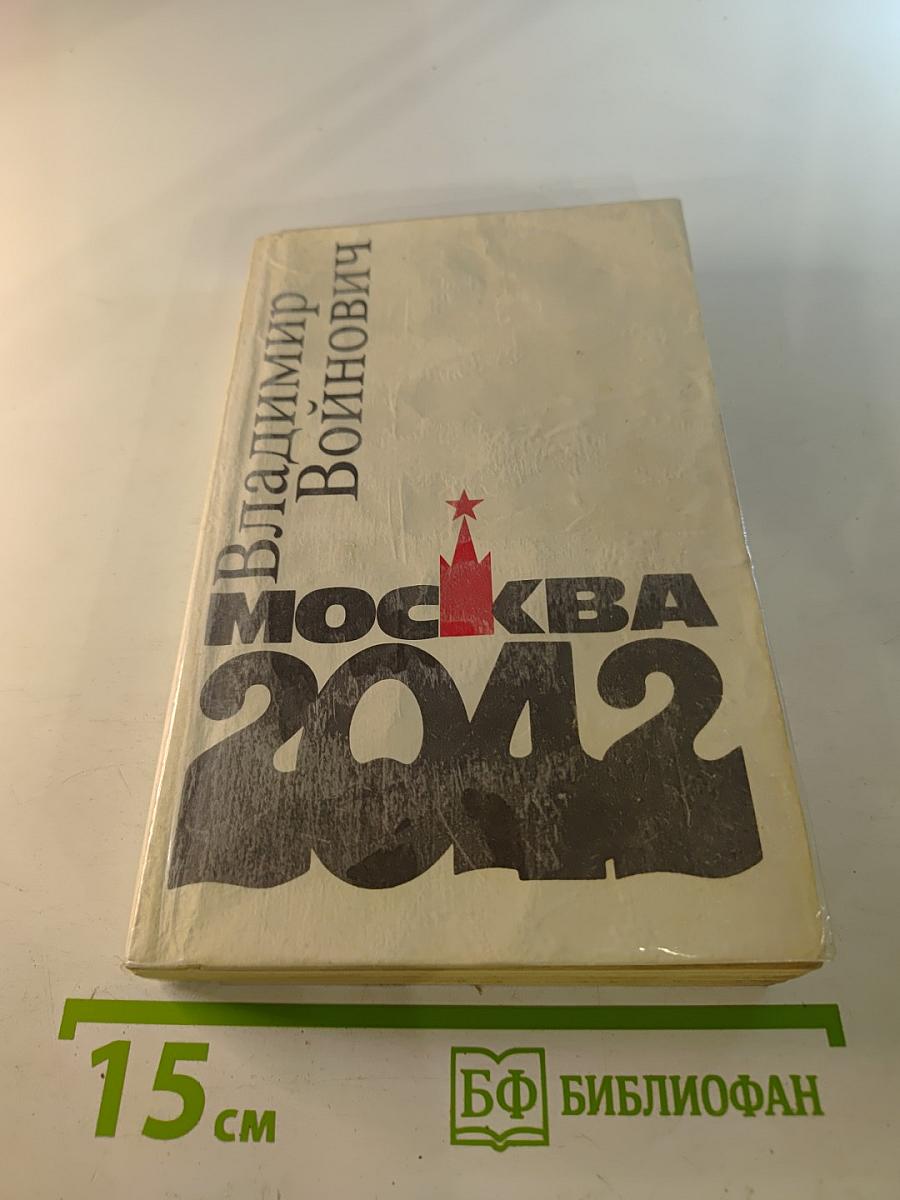 Владимир
Войнович
МОСКВА
2042
15 см
БФ БИБЛИОФАН